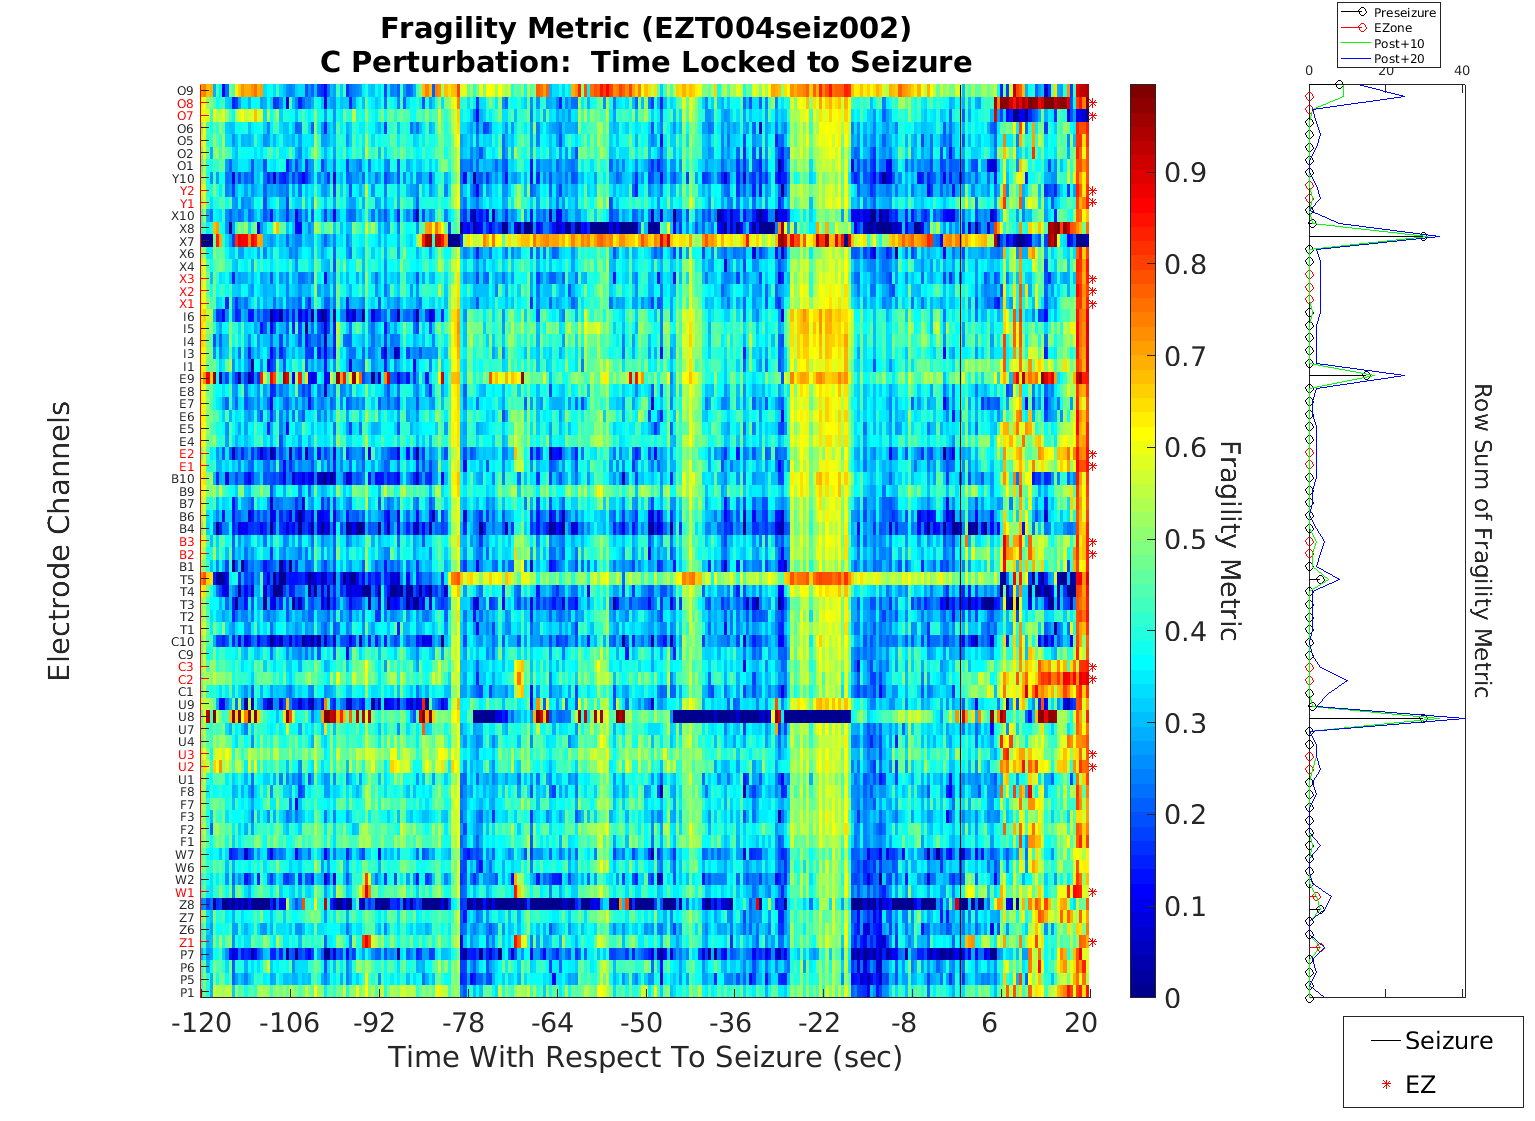 Fragility Metric (EZT004seiz002)
C Perturbation: Time Locked to Seizure
Preseizure
EZone
Post+10
Post+20
0 20 40
O9
O8
O7
O6
O5
O2
O1
Y10
Y2
Y1
X10
X8
X7
X6
X4
X3
X2
X1
I6
I5
I4
I3
I1
E9
E8
E7
E6
E5
E4
E2
E1
B10
B9
B7
B6
B4
B3
B2
B1
T5
T4
T3
T2
T1
C10
C9
C3
C2
C1
U9
U8
U7
U4
U3
U2
U1
F8
F7
F3
F2
F1
W7
W6
W2
W1
Z8
Z7
Z6
Z1
P7
P6
P5
P1
Electrode Channels
-120 -106 -92 -78 -64 -50 -36 -22 -8 6 20
Time With Respect To Seizure (sec)
0.9
0.8
0.7
0.6
0.5
0.4
0.3
0.2
0.1
0
Fragility Metric
Row Sum of Fragility Metric
Seizure
EZ